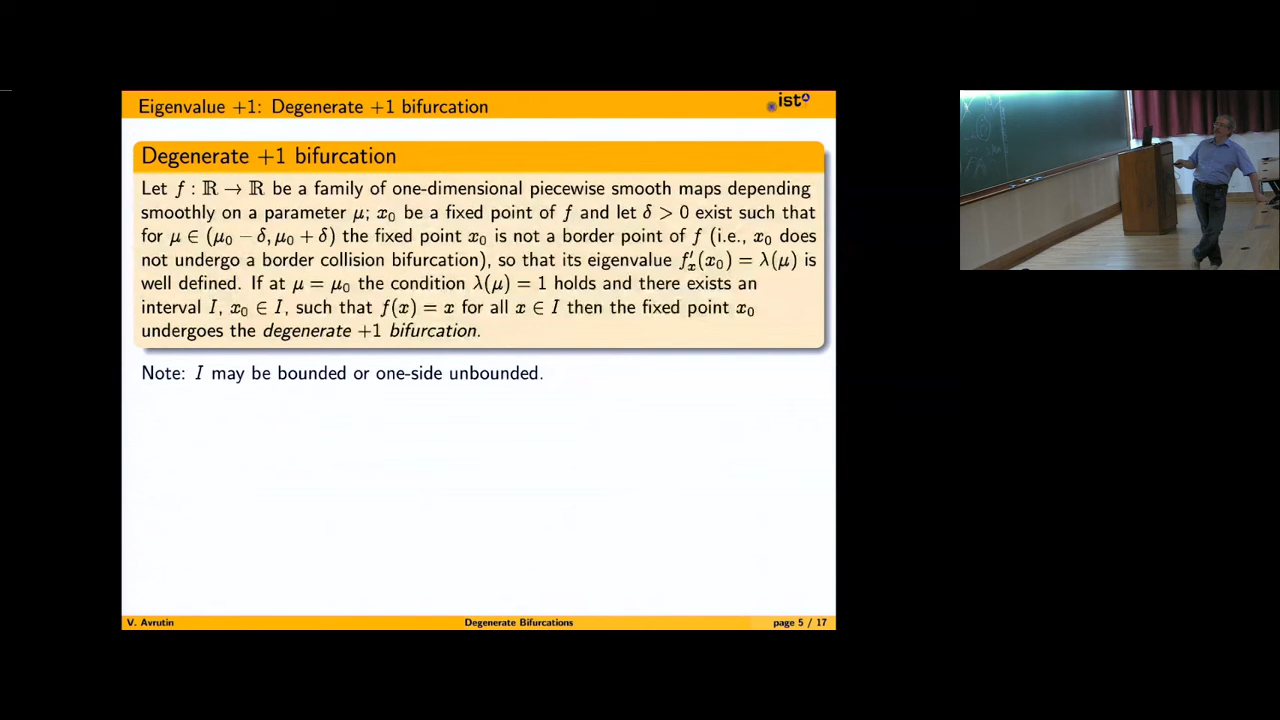 Eigenvalue +1: Degenerate +1 bifurcation
ist
Degenerate +1 bifurcation
Let f : ℝ → ℝ be a family of one-dimensional piecewise smooth maps depending
smoothly on a parameter μ; x₀ be a fixed point of f and let δ > 0 exist such that
for μ ∈ (μ₀ − δ, μ₀ + δ) the fixed point x₀ is not a border point of f (i.e., x₀ does
not undergo a border collision bifurcation), so that its eigenvalue f′ₓ(x₀) = λ(μ) is
well defined. If at μ = μ₀ the condition λ(μ) = 1 holds and there exists an
interval I, x₀ ∈ I, such that f(x) = x for all x ∈ I then the fixed point x₀
undergoes the degenerate +1 bifurcation.
Note: I may be bounded or one-side unbounded.
V. Avrutin Degenerate Bifurcations page 5 / 17